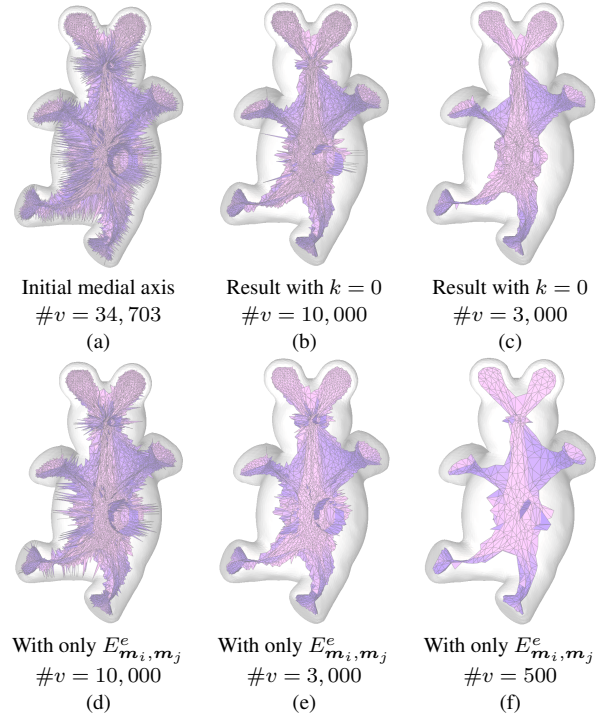 Initial medial axis Result with k = 0 Result with k = 0
#v = 34,703 #v = 10,000 #v = 3,000
(a) (b) (c)
With only E^e_{m_i,m_j} With only E^e_{m_i,m_j} With only E^e_{m_i,m_j}
#v = 10,000 #v = 3,000 #v = 500
(d) (e) (f)